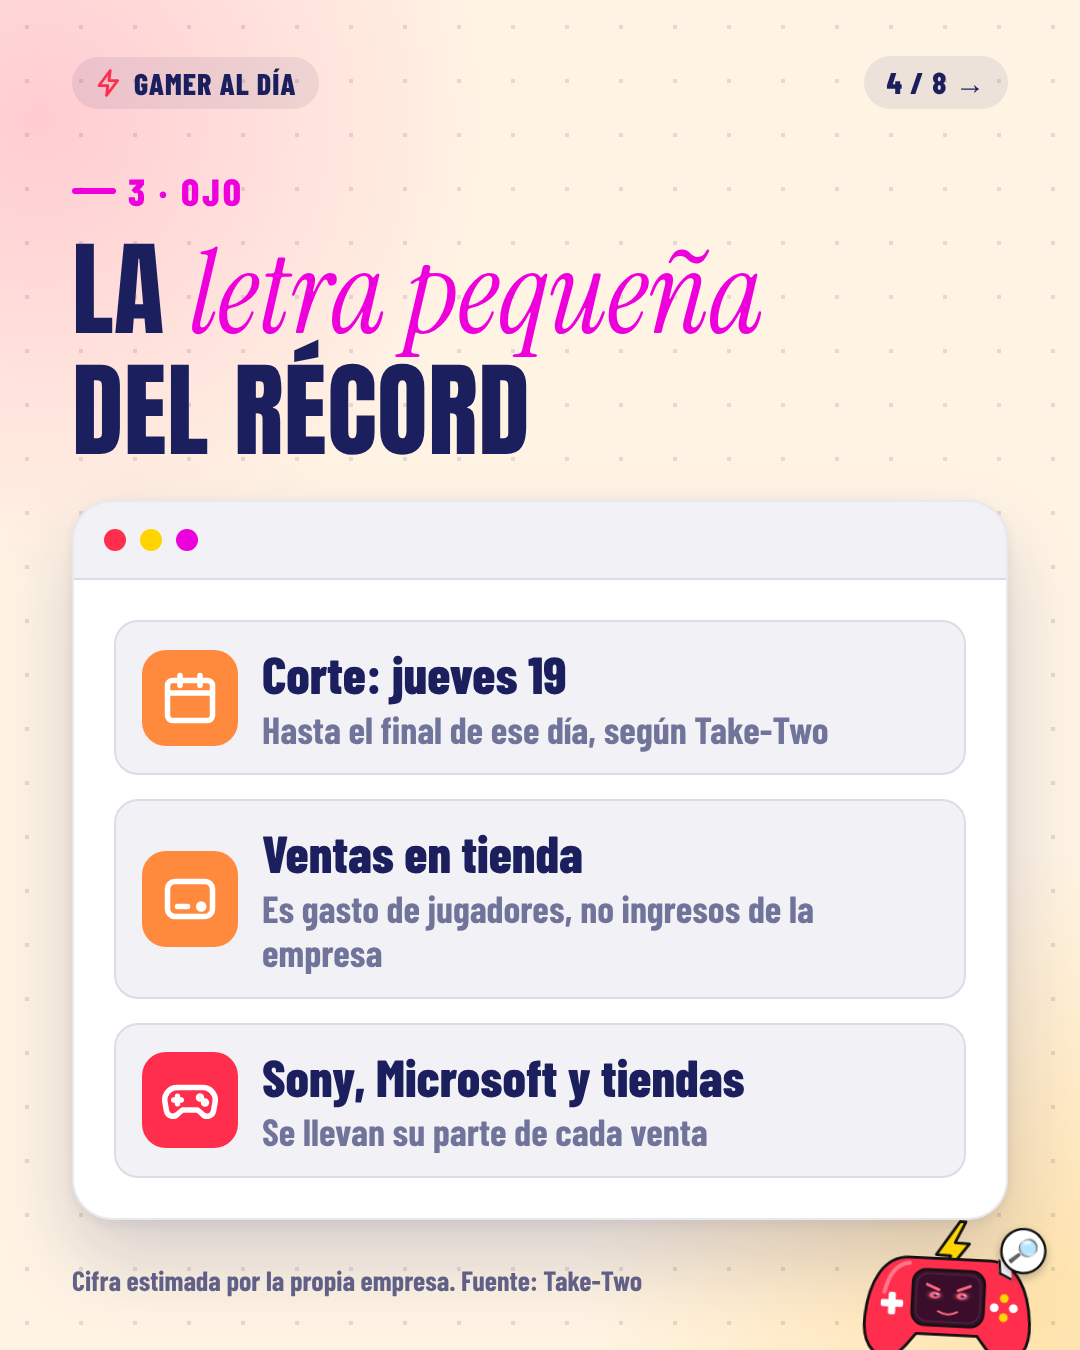 GAMER AL DÍA
4 / 8 →
3 · OJO
LA letra pequeña
DEL RÉCORD
Corte: jueves 19
Hasta el final de ese día, según Take-Two
Ventas en tienda
Es gasto de jugadores, no ingresos de la
empresa
Sony, Microsoft y tiendas
Se llevan su parte de cada venta
Cifra estimada por la propia empresa. Fuente: Take-Two